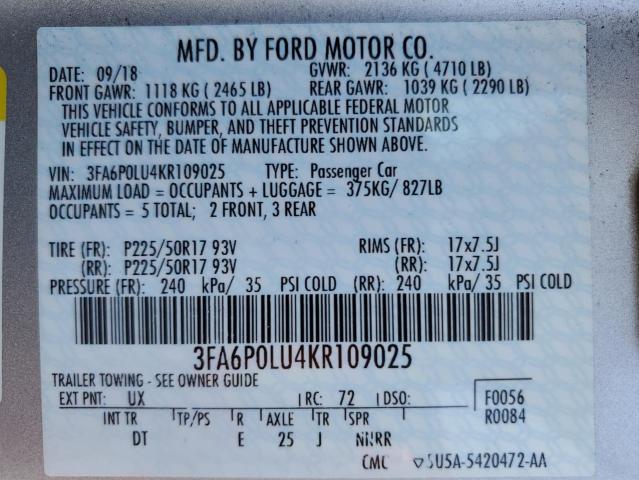 MFD. BY FORD MOTOR CO.
DATE: 09/18 GVWR: 2136 KG ( 4710 LB)
FRONT GAWR: 1118 KG ( 2465 LB) REAR GAWR: 1039 KG ( 2290 LB)
THIS VEHICLE CONFORMS TO ALL APPLICABLE FEDERAL MOTOR
VEHICLE SAFETY, BUMPER, AND THEFT PREVENTION STANDARDS
IN EFFECT ON THE DATE OF MANUFACTURE SHOWN ABOVE.
VIN: 3FA6P0LU4KR109025 TYPE: Passenger Car
MAXIMUM LOAD = OCCUPANTS + LUGGAGE = 375KG/ 827LB
OCCUPANTS = 5 TOTAL; 2 FRONT, 3 REAR
TIRE (FR): P225/50R17 93V RIMS (FR): 17x7.5J
(RR): P225/50R17 93V (RR): 17x7.5J
PRESSURE (FR): 240 kPa/ 35 PSI COLD (RR): 240 kPa/ 35 PSI COLD
3FA6P0LU4KR109025
TRAILER TOWING - SEE OWNER GUIDE
EXT PNT: UX RC: 72 DSO: F0056
INT TR TP/PS R AXLE TR SPR R0084
DT E 25 J NHRR
CMC 5U5A-5420472-AA